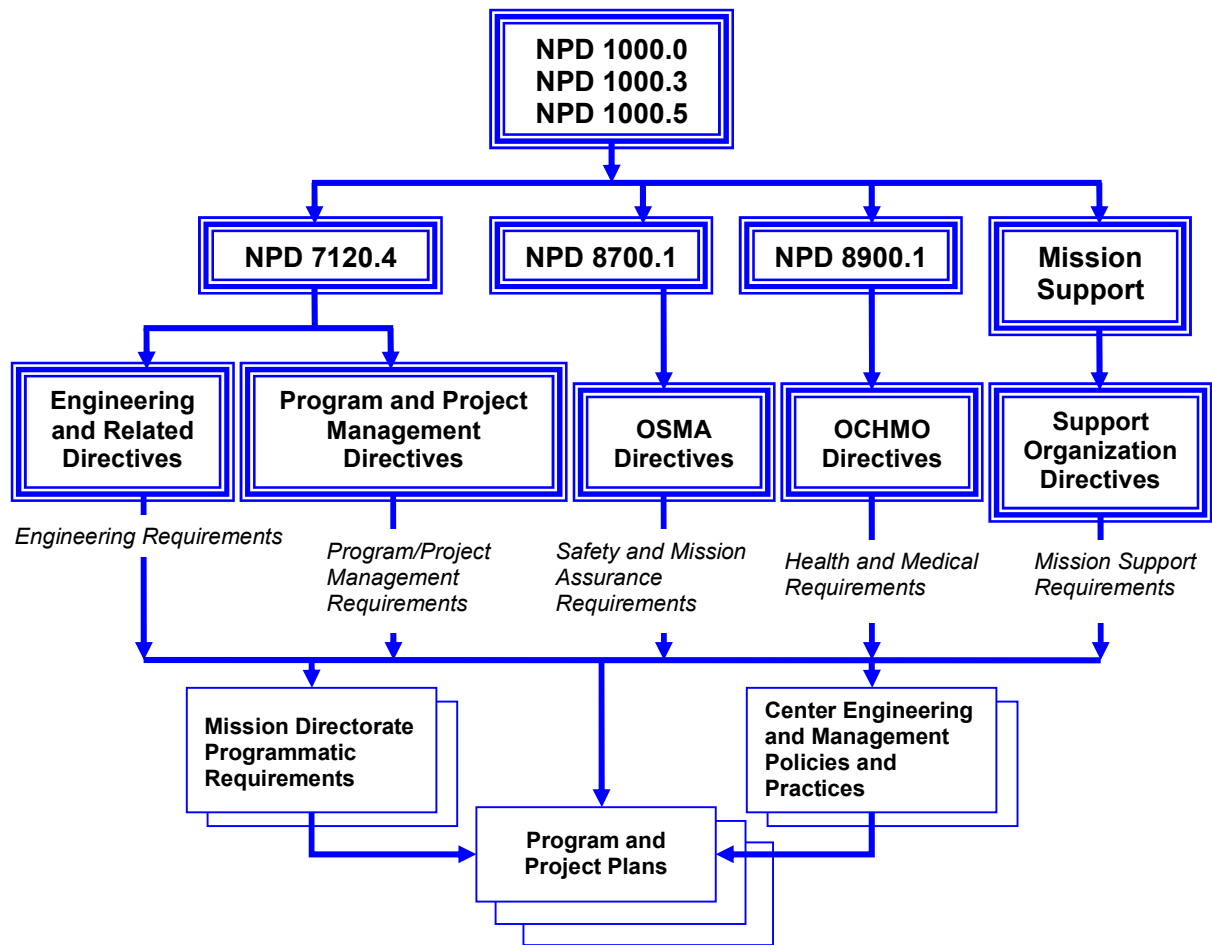 NPD 1000.0
NPD 1000.3
NPD 1000.5
NPD 7120.4
NPD 8700.1
NPD 8900.1
Mission
Support
Engineering
and Related
Directives
Program and Project
Management
Directives
OSMA
Directives
OCHMO
Directives
Support
Organization
Directives
Engineering Requirements
Program/Project
Management
Requirements
Safety and Mission
Assurance
Requirements
Health and Medical
Requirements
Mission Support
Requirements
Mission Directorate
Programmatic
Requirements
Center Engineering
and Management
Policies and
Practices
Program and
Project Plans